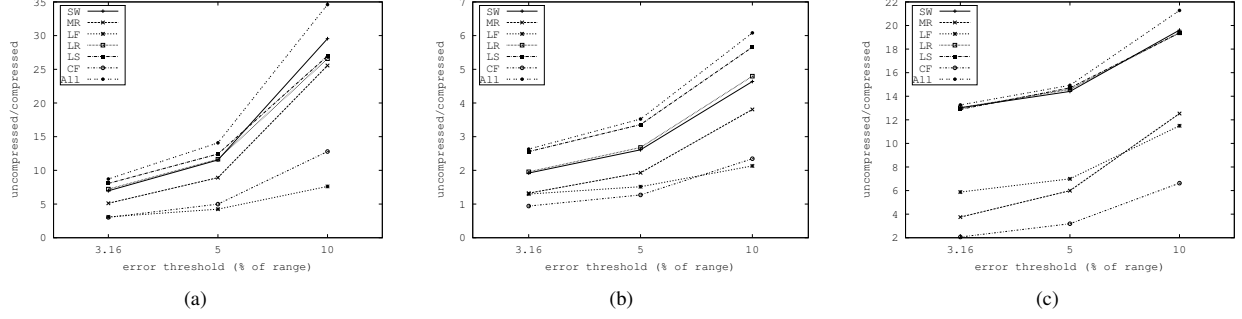 35
30
25
20
15
10
5
0
uncompressed/compressed
SW
MR
LF
LR
LS
CF
All
3.16 5 10
error threshold (% of range)
(a)
7
6
5
4
3
2
1
0
uncompressed/compressed
SW
MR
LF
LR
LS
CF
All
3.16 5 10
error threshold (% of range)
(b)
22
20
18
16
14
12
10
8
6
4
2
uncompressed/compressed
SW
MR
LF
LR
LS
CF
All
3.16 5 10
error threshold (% of range)
(c)